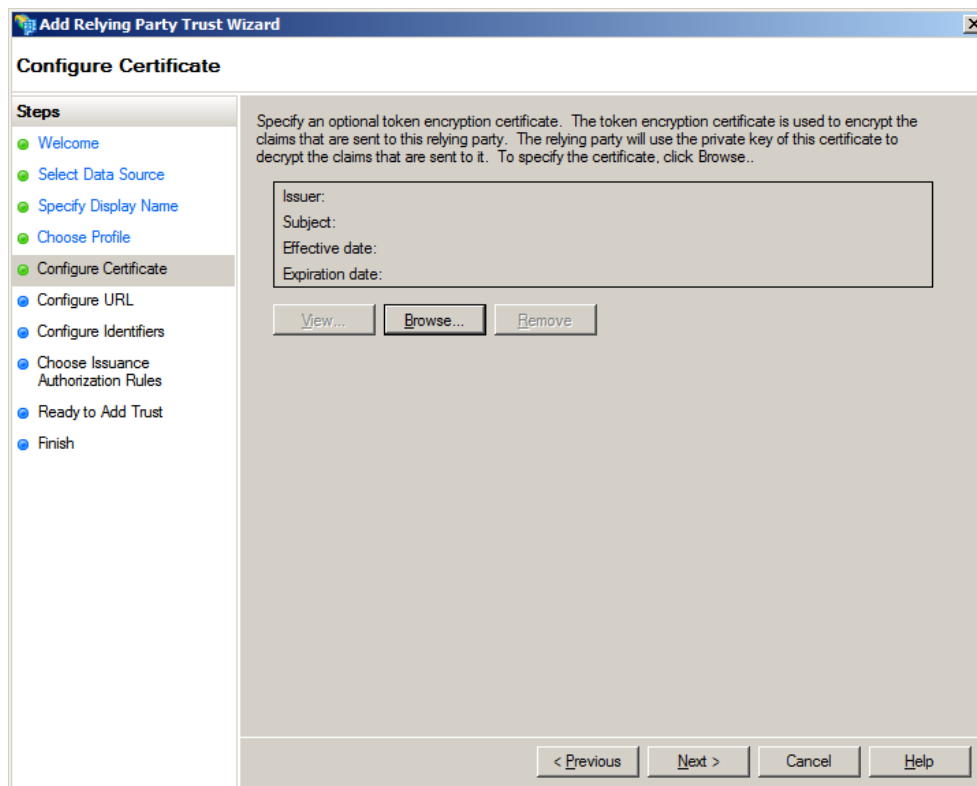 Add Relying Party Trust Wizard
Configure Certificate
Steps
Welcome
Select Data Source
Specify Display Name
Choose Profile
Configure Certificate
Configure URL
Configure Identifiers
Choose Issuance
Authorization Rules
Ready to Add Trust
Finish
Specify an optional token encryption certificate.  The token encryption certificate is used to encrypt the
claims that are sent to this relying party.  The relying party will use the private key of this certificate to
decrypt the claims that are sent to it.  To specify the certificate, click Browse..
Issuer:
Subject:
Effective date:
Expiration date:
View...
Browse...
Remove
< Previous
Next >
Cancel
Help